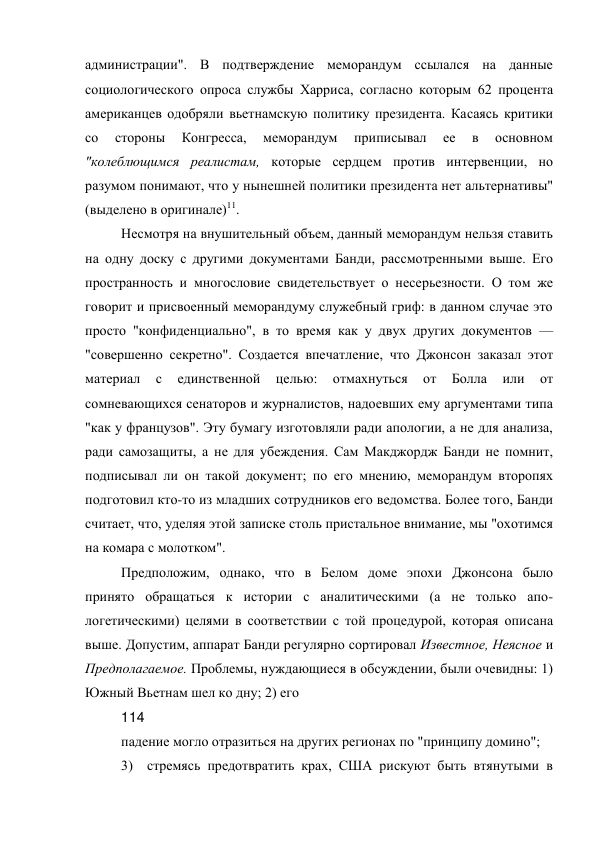 администрации". В подтверждение меморандум ссылался на данные
социологического опроса службы Харриса, согласно которым 62 процента
американцев одобряли вьетнамскую политику президента. Касаясь критики
со стороны Конгресса, меморандум приписывал ее в основном
"колеблющимся реалистам, которые сердцем против интервенции, но
разумом понимают, что у нынешней политики президента нет альтернативы"
(выделено в оригинале)11.
Несмотря на внушительный объем, данный меморандум нельзя ставить
на одну доску с другими документами Банди, рассмотренными выше. Его
пространность и многословие свидетельствует о несерьезности. О том же
говорит и присвоенный меморандуму служебный гриф: в данном случае это
просто "конфиденциально", в то время как у двух других документов —
"совершенно секретно". Создается впечатление, что Джонсон заказал этот
материал с единственной целью: отмахнуться от Болла или от
сомневающихся сенаторов и журналистов, надоевших ему аргументами типа
"как у французов". Эту бумагу изготовляли ради апологии, а не для анализа,
ради самозащиты, а не для убеждения. Сам Макджордж Банди не помнит,
подписывал ли он такой документ; по его мнению, меморандум второпях
подготовил кто-то из младших сотрудников его ведомства. Более того, Банди
считает, что, уделяя этой записке столь пристальное внимание, мы "охотимся
на комара с молотком".
Предположим, однако, что в Белом доме эпохи Джонсона было
принято обращаться к истории с аналитическими (а не только апо-
логетическими) целями в соответствии с той процедурой, которая описана
выше. Допустим, аппарат Банди регулярно сортировал Известное, Неясное и
Предполагаемое. Проблемы, нуждающиеся в обсуждении, были очевидны: 1)
Южный Вьетнам шел ко дну; 2) его
114
падение могло отразиться на других регионах по "принципу домино";
3) стремясь предотвратить крах, США рискуют быть втянутыми в